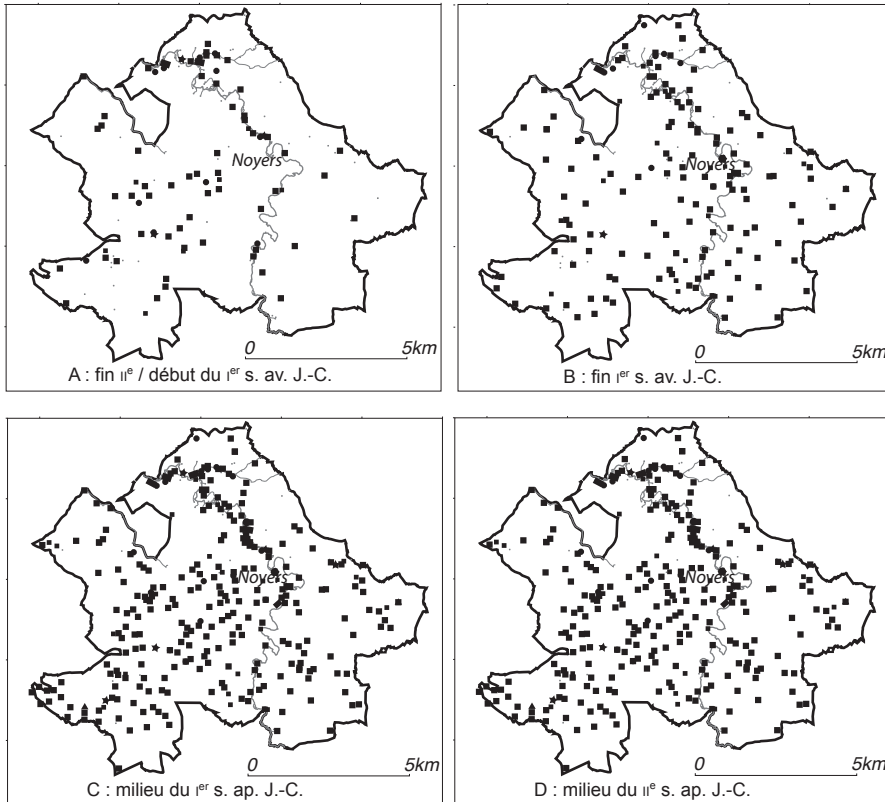 Noyers
0 5km
A : fin IIe / début du Ier s. av. J.-C.
Noyers
0 5km
B : fin Ier s. av. J.-C.
Noyers
0 5km
C : milieu du Ier s. ap. J.-C.
Noyers
0 5km
D : milieu du IIe s. ap. J.-C.